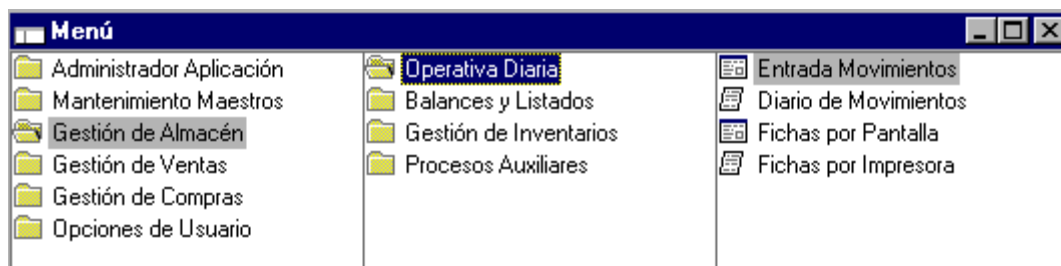 Menú
Administrador Aplicación
Mantenimiento Maestros
Gestión de Almacén
Gestión de Ventas
Gestión de Compras
Opciones de Usuario
Operativa Diaria
Balances y Listados
Gestión de Inventarios
Procesos Auxiliares
Entrada Movimientos
Diario de Movimientos
Fichas por Pantalla
Fichas por Impresora